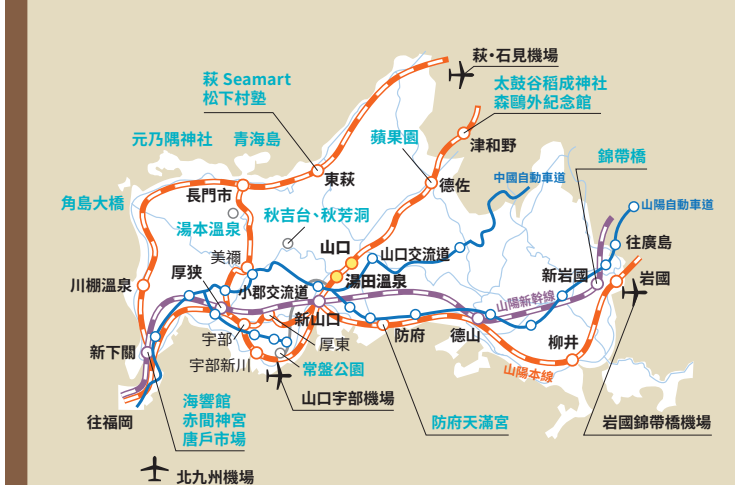 萩・石見機場
萩 Seamart
松下村塾
太鼓谷稻成神社
森鷗外紀念館
元乃隅神社
青海島
蘋果園
津和野
錦帶橋
東萩
德佐
中國自動車道
長門市
角島大橋
山陽自動車道
湯本溫泉
秋吉台、秋芳洞
山口
往廣島
美禰
山口交流道
厚狭
新岩國
岩國
川棚溫泉
小郡交流道
湯田溫泉
山陽新幹線
新山口
宇部
厚東
防府
德山
柳井
新下關
宇部新川
常盤公園
山陽本線
海響館
赤間神宮
唐戶市場
山口宇部機場
往福岡
防府天滿宮
岩國錦帶橋機場
北九州機場